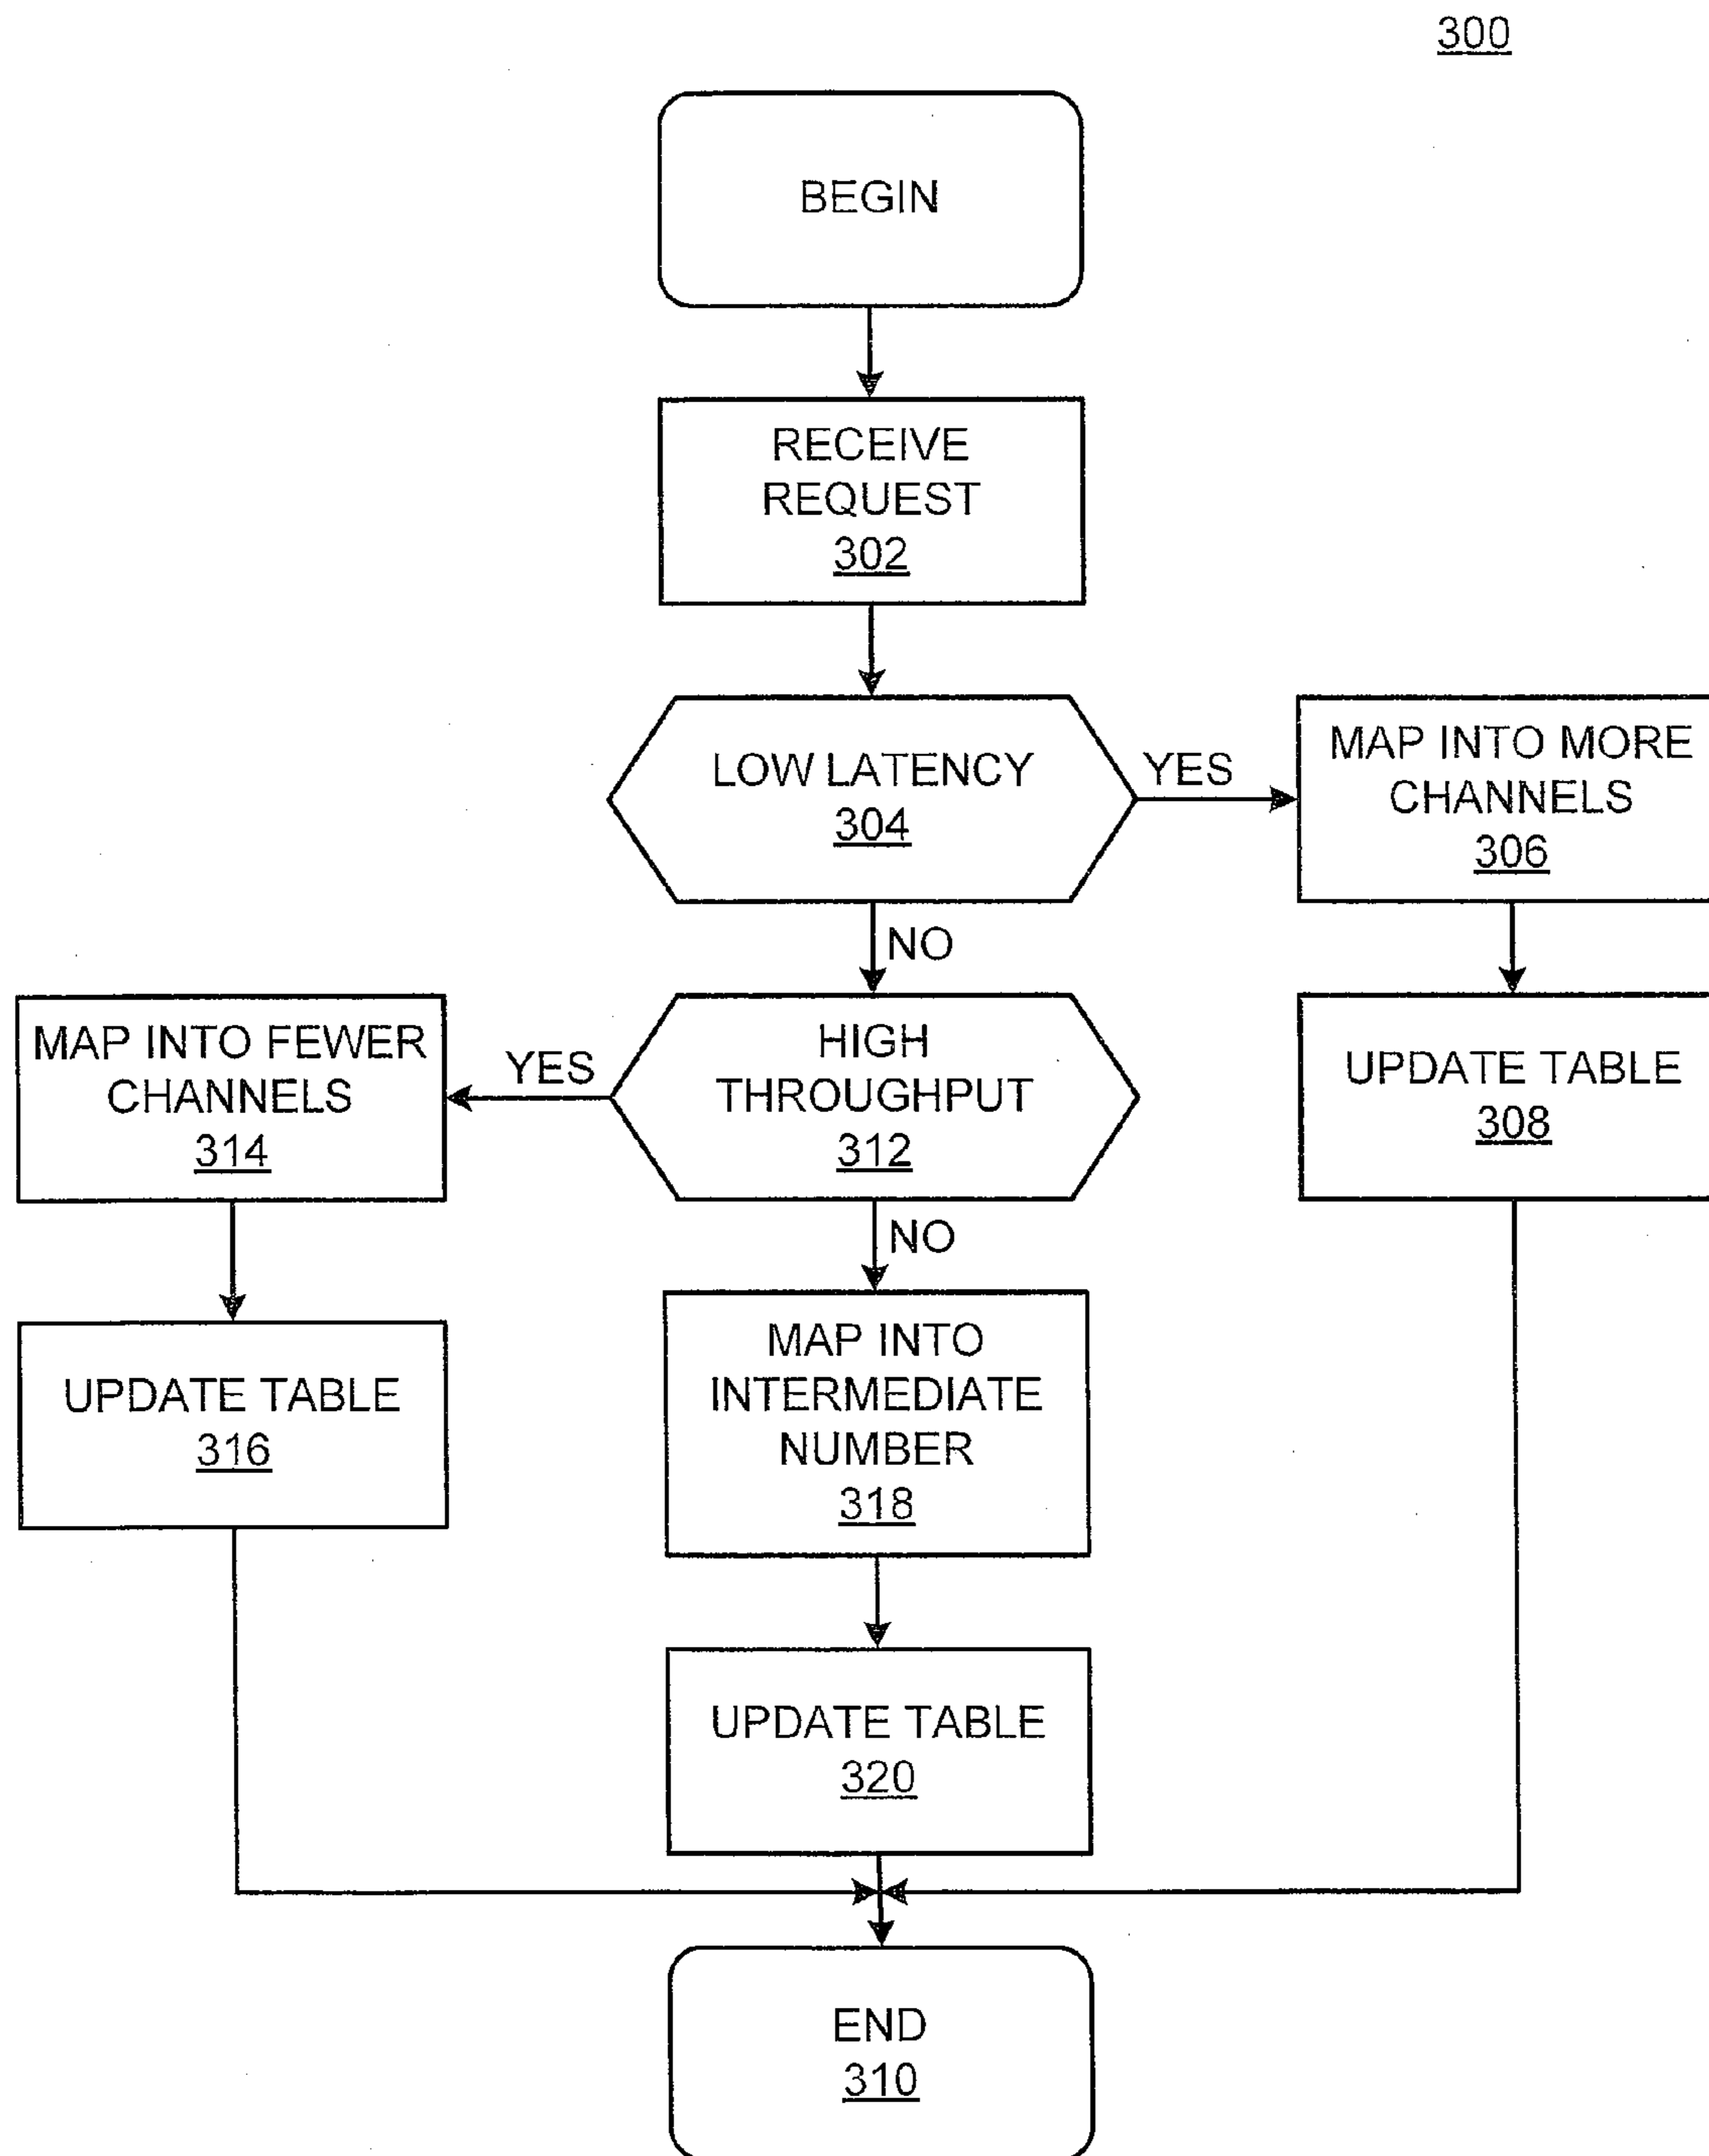 300
BEGIN
RECEIVE
REQUEST
302
LOW LATENCY
304
YES
MAP INTO MORE
CHANNELS
306
NO
MAP INTO FEWER
CHANNELS
314
YES
HIGH
THROUGHPUT
312
UPDATE TABLE
308
NO
UPDATE TABLE
316
MAP INTO
INTERMEDIATE
NUMBER
318
UPDATE TABLE
320
END
310